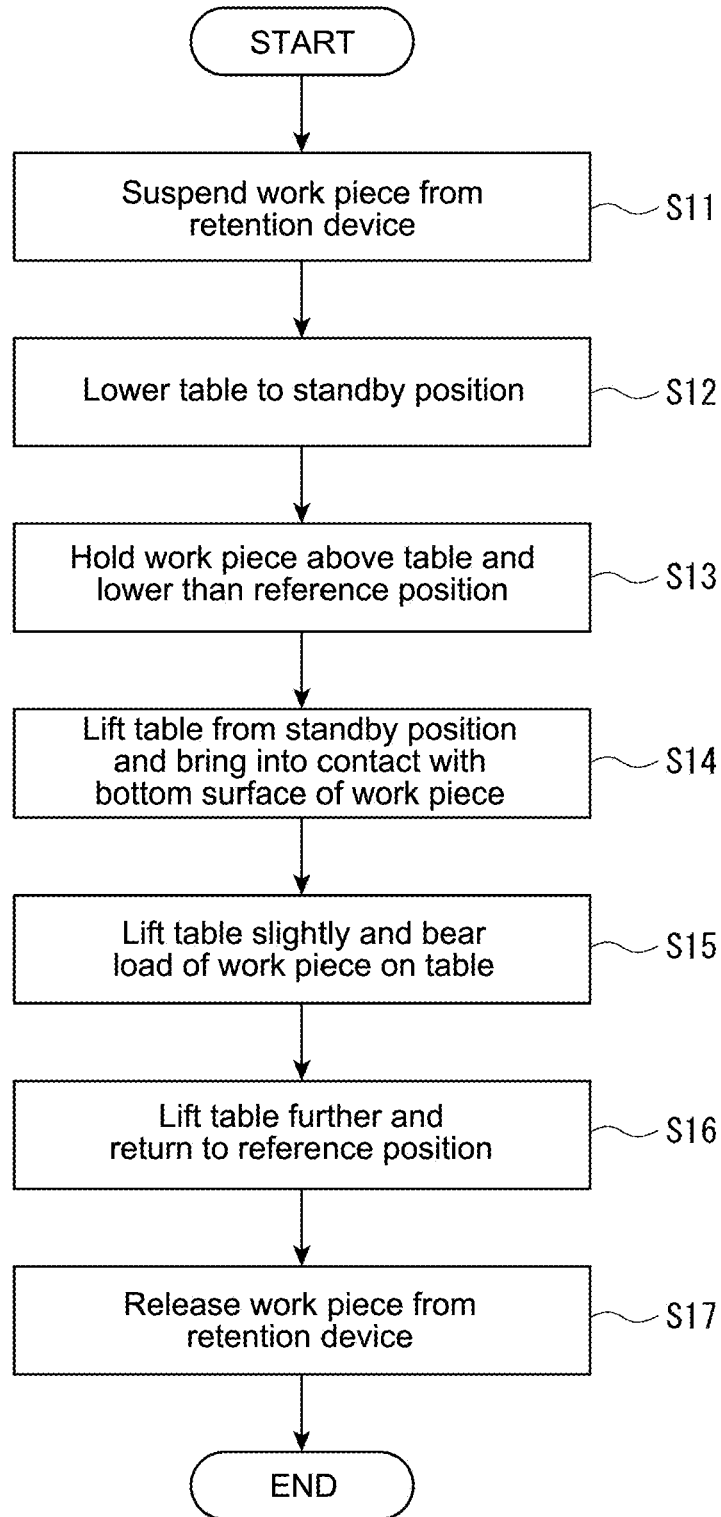 START
Suspend work piece from
retention device
S11
Lower table to standby position
S12
Hold work piece above table and
lower than reference position
S13
Lift table from standby position
and bring into contact with
bottom surface of work piece
S14
Lift table slightly and bear
load of work piece on table
S15
Lift table further and
return to reference position
S16
Release work piece from
retention device
S17
END